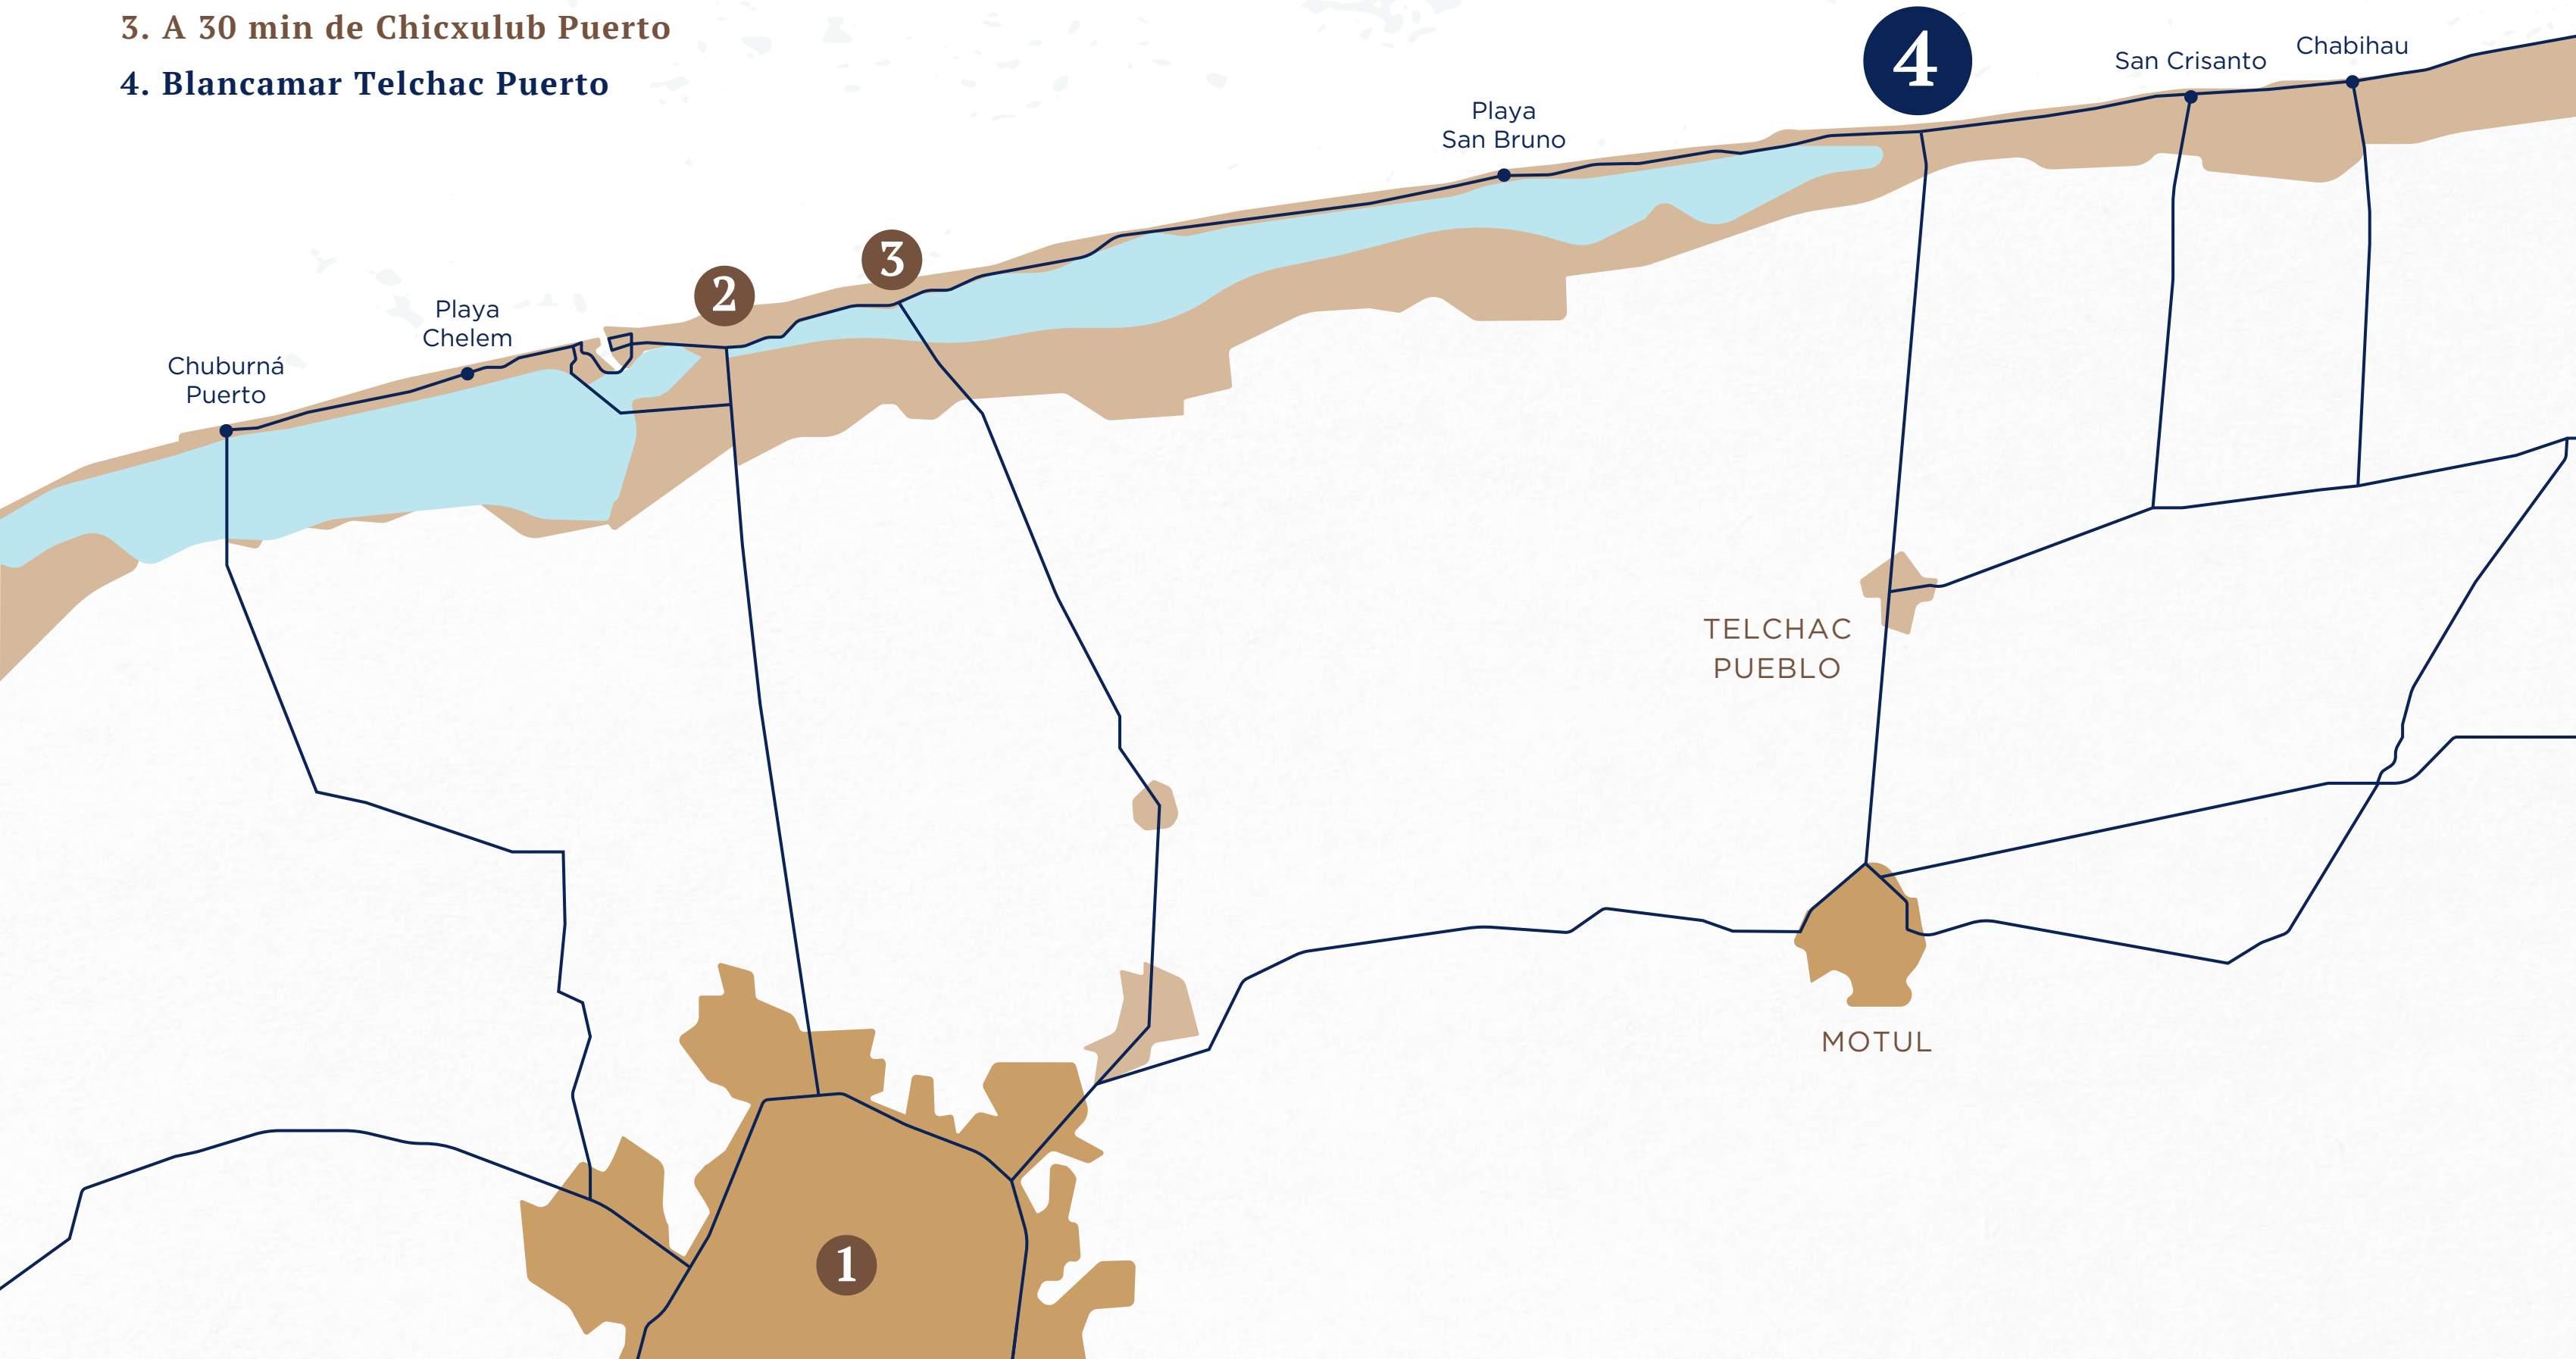 3. A 30 min de Chicxulub Puerto
4. Blancamar Telchac Puerto
4
San Crisanto
Chabihau
Playa
San Bruno
3
2
Playa
Chelem
Chuburná
Puerto
TELCHAC
PUEBLO
MOTUL
1